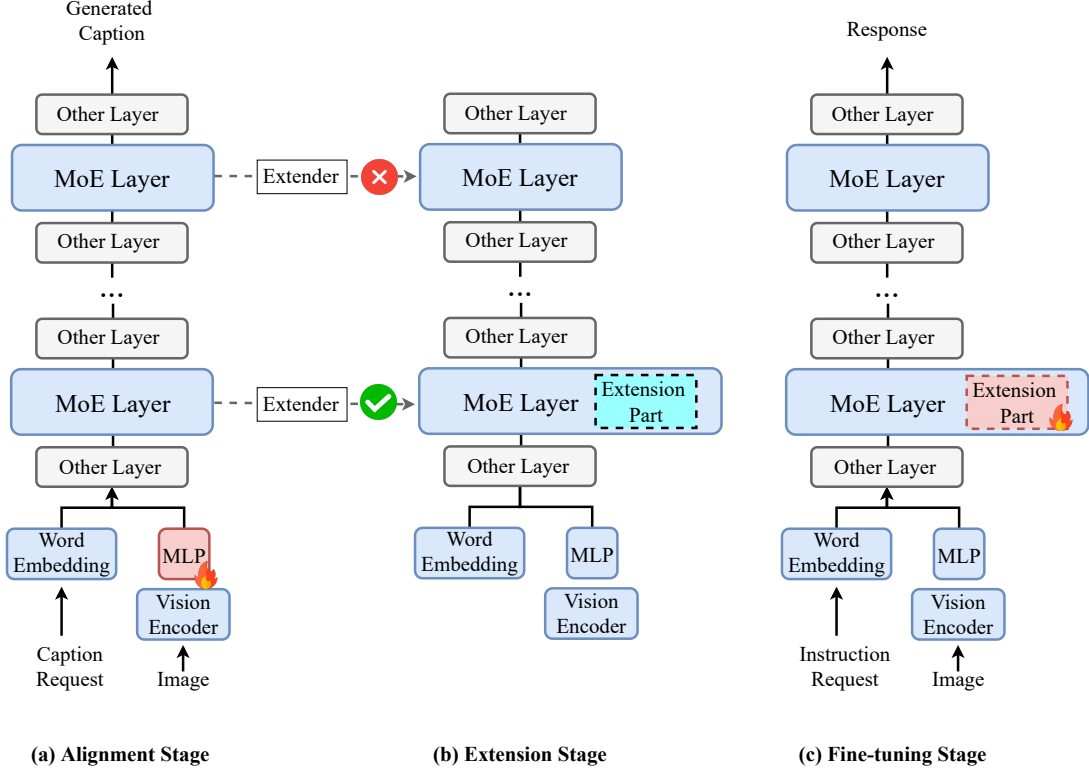 Generated
Caption
Other Layer
MoE Layer
Other Layer
...
Other Layer
MoE Layer
Other Layer
Word
Embedding
MLP
Vision
Encoder
Caption
Request
Image
(a) Alignment Stage
Extender
Extender
Other Layer
MoE Layer
Other Layer
...
Other Layer
MoE Layer
Extension
Part
Other Layer
Word
Embedding
MLP
Vision
Encoder
(b) Extension Stage
Response
Other Layer
MoE Layer
Other Layer
...
Other Layer
MoE Layer
Extension
Part
Other Layer
Word
Embedding
MLP
Vision
Encoder
Instruction
Request
Image
(c) Fine-tuning Stage